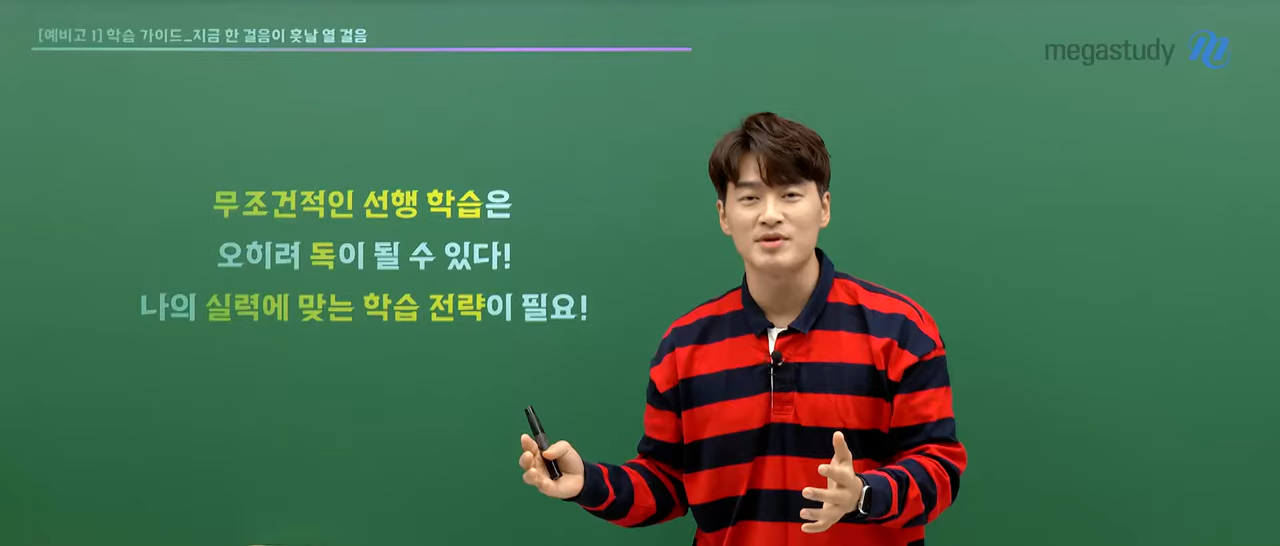 [예비고 1] 학습 가이드_지금 한 걸음이 훗날 열 걸음
megastudy
무조건적인 선행 학습은
오히려 독이 될 수 있다!
나의 실력에 맞는 학습 전략이 필요!